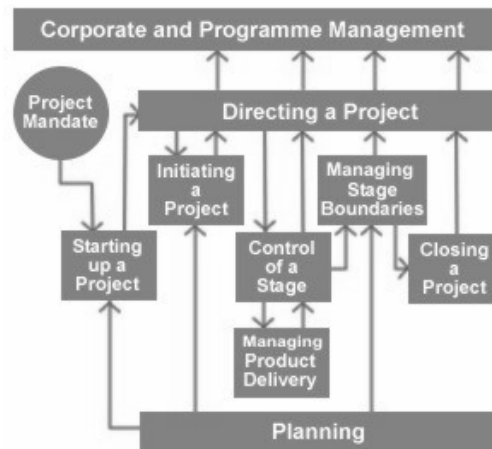 Corporate and Programme Management
Project
Mandate
Directing a Project
Initiating
a
Project
Managing
Stage
Boundaries
Starting
up a
Project
Control
of a
Stage
Closing
a
Project
Managing
Product
Delivery
Planning